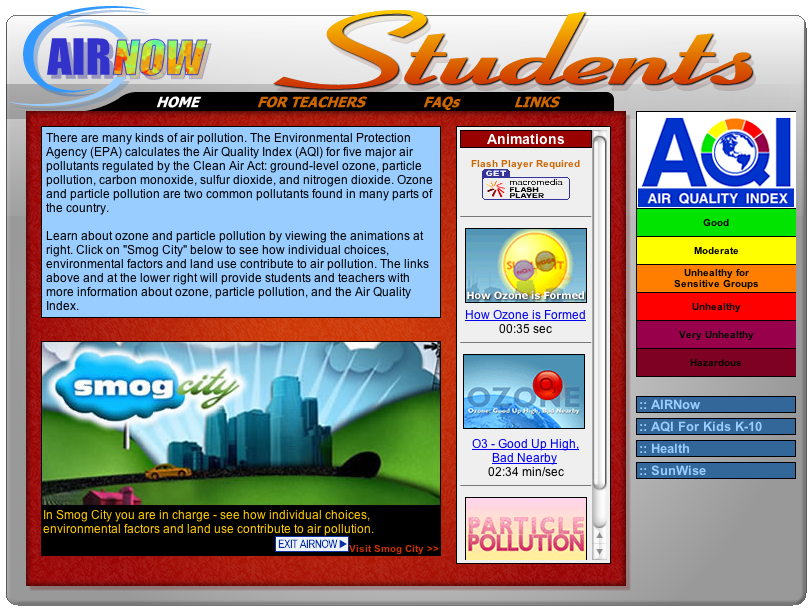 AIRNOW
Students
HOME
FOR TEACHERS
FAQs
LINKS
There are many kinds of air pollution. The Environmental Protection
Agency (EPA) calculates the Air Quality Index (AQI) for five major air
pollutants regulated by the Clean Air Act: ground-level ozone, particle
pollution, carbon monoxide, sulfur dioxide, and nitrogen dioxide. Ozone
and particle pollution are two common pollutants found in many parts of
the country.
Learn about ozone and particle pollution by viewing the animations at
right. Click on "Smog City" below to see how individual choices,
environmental factors and land use contribute to air pollution. The links
above and at the lower right will provide students and teachers with
more information about ozone, particle pollution, and the Air Quality
Index.
smogcity
In Smog City you are in charge - see how individual choices,
environmental factors and land use contribute to air pollution.
EXIT AIRNOW
Visit Smog City >>
Animations
Flash Player Required
GET
macromedia
FLASH
PLAYER
How Ozone is Formed
How Ozone is Formed
00:35 sec
OZONE
Ozone: Good Up High, Bad Nearby
O3 - Good Up High,
Bad Nearby
02:34 min/sec
PARTICLE
POLLUTION
AQI
AIR QUALITY INDEX
Good
Moderate
Unhealthy for
Sensitive Groups
Unhealthy
Very Unhealthy
Hazardous
:: AIRNow
:: AQI For Kids K-10
:: Health
:: SunWise